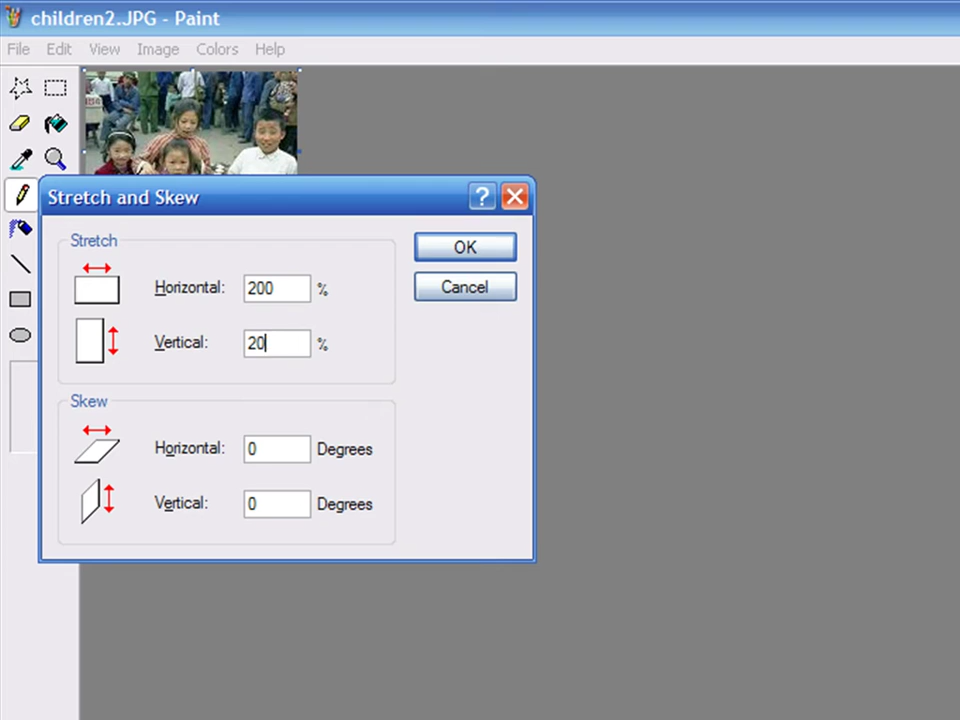 children2.JPG - Paint
File Edit View Image Colors Help
Stretch and Skew
Stretch
OK
Horizontal: 200 %
Cancel
Vertical: 20 %
Skew
Horizontal: 0 Degrees
Vertical: 0 Degrees